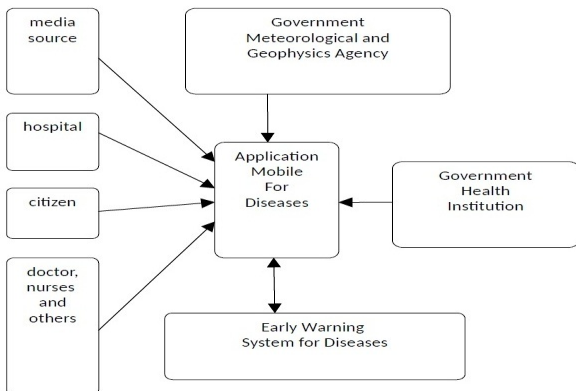 media
source
Government
Meteorological and
Geophysics Agency
hospital
citizen
doctor,
nurses
and
others
Application
Mobile
For
Diseases
Government
Health
Institution
Early Warning
System for Diseases